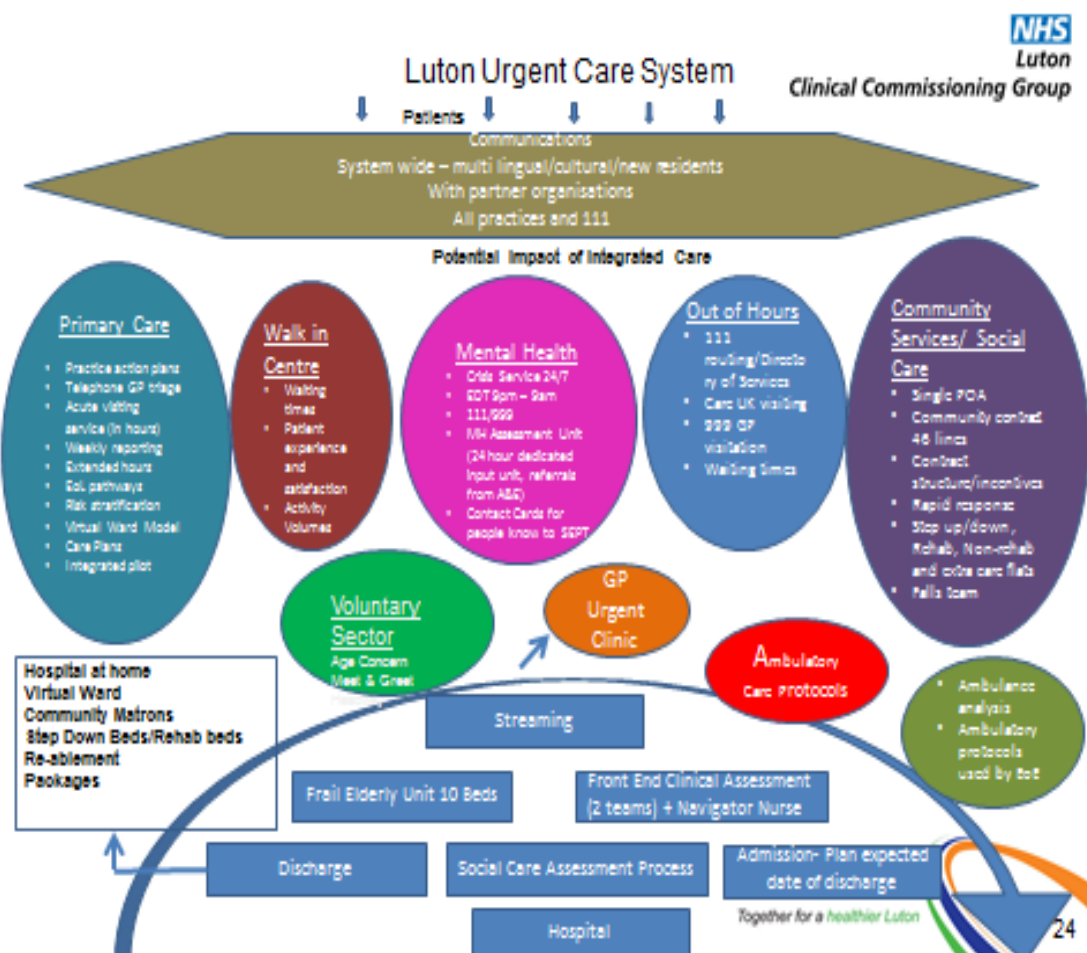 NHS
Luton
Clinical Commissioning Group
Luton Urgent Care System
Patients
Communications
System wide – multi lingual/cultural/new residents
With partner organisations
All practices and 111
Potential Impact of Integrated Care
Primary Care
• Practice action plans
• Telephone GP triage
• Acute visiting
service (in hours)
• Weekly reporting
• Extended hours
• EoL pathways
• Risk stratification
• Virtual Ward Model
• Care Plans
• Integrated pilot
Walk in
Centre
• Waiting
times
• Patient
experience
and
satisfaction
• Activity
Volumes
Mental Health
• Crisis Service 24/7
• EDT 9pm – 9am
• 111/999
• MH Assessment Unit
(24 hour dedicated
input unit, referrals
from A&E)
• Contact Cards for
people know to SEPT
Out of Hours
• 111
routing/Directo
ry of Services
• Care UK visiting
• 999 GP
visitation
• Waiting times
Community
Services/ Social
Care
• Single POA
• Community contract
46 lines
• Contract
structure/incentives
• Rapid response
• Step up/down,
Rehab, Non-rehab
and extra care flats
• Falls team
Voluntary
Sector
Age Concern
Meet & Greet
GP
Urgent
Clinic
Ambulatory
Care PROTOCOLS
• Ambulance
analysis
• Ambulatory
protocols
used by EoE
Hospital at home
Virtual Ward
Community Matrons
Step Down Beds/Rehab beds
Re-ablement
Packages
Streaming
Frail Elderly Unit 10 Beds
Front End Clinical Assessment
(2 teams) + Navigator Nurse
Discharge
Social Care Assessment Process
Admission- Plan expected
date of discharge
Hospital
Together for a healthier Luton
24